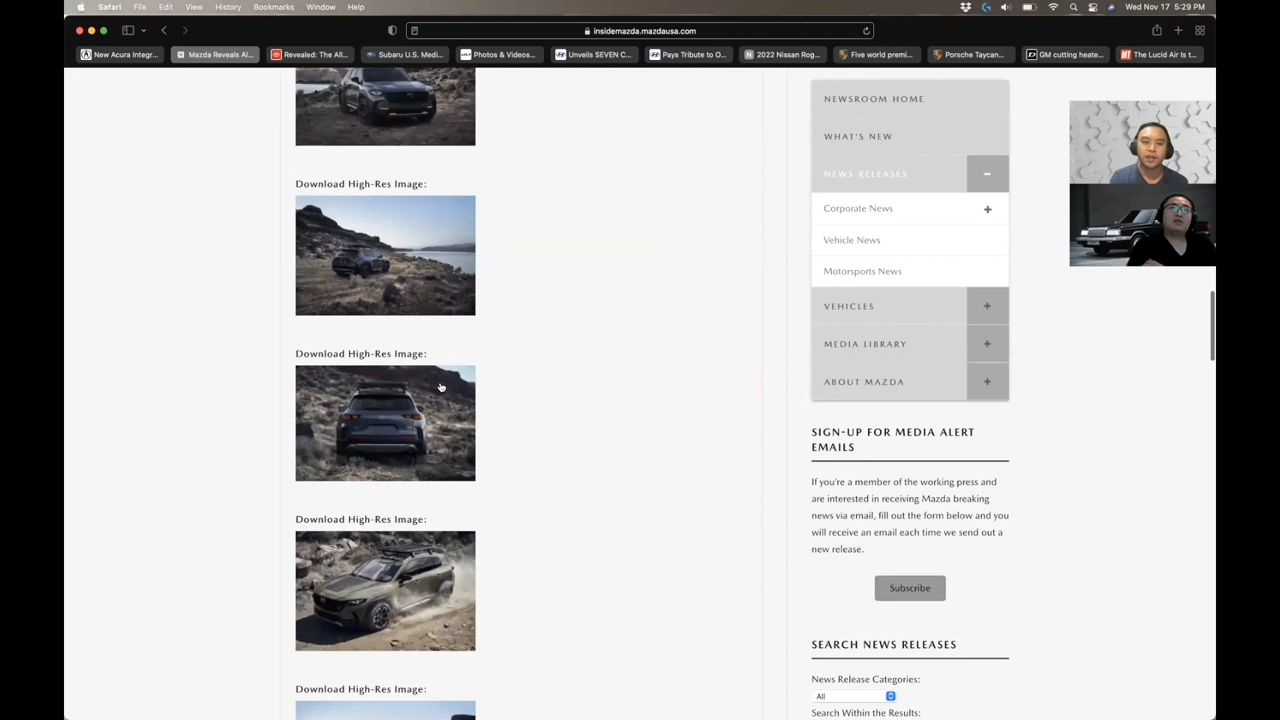 Safari File Edit View History Bookmarks Window Help
Wed Nov 17 5:29 PM
insidemazda.mazdausa.com
New Acura Integr...
Mazda Reveals Al...
Revealed: The All...
Subaru U.S. Medi...
Photos & Videos...
Unveils SEVEN C...
Pays Tribute to O...
2022 Nissan Rog...
Five world premi...
Porsche Taycan...
GM cutting heate...
The Lucid Air Is t...
Download High-Res Image:
Download High-Res Image:
Download High-Res Image:
Download High-Res Image:
NEWSROOM HOME
WHAT'S NEW
NEWS RELEASES
Corporate News
Vehicle News
Motorsports News
VEHICLES
MEDIA LIBRARY
ABOUT MAZDA
SIGN-UP FOR MEDIA ALERT
EMAILS
If you're a member of the working press and
are interested in receiving Mazda breaking
news via email, fill out the form below and you
will receive an email each time we send out a
new release.
Subscribe
SEARCH NEWS RELEASES
News Release Categories:
All
Search Within the Results: